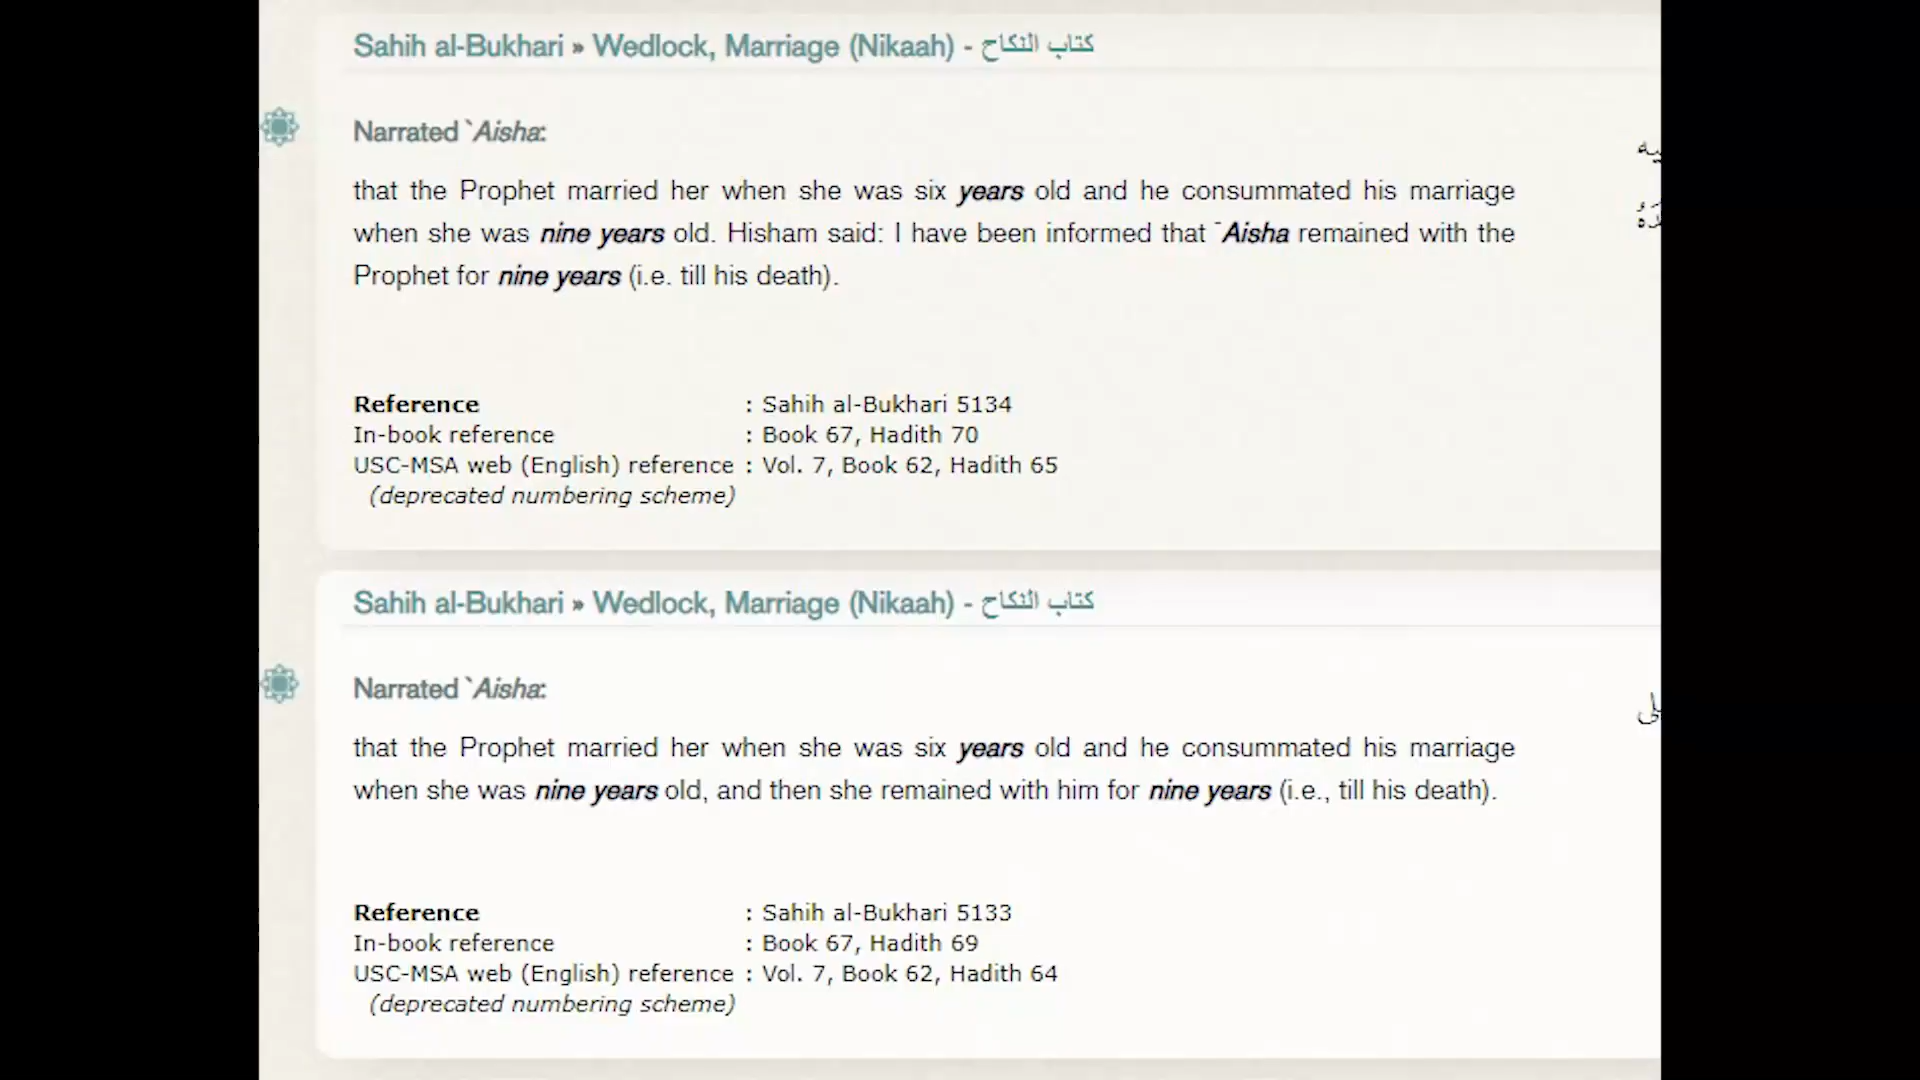 Sahih al-Bukhari » Wedlock, Marriage (Nikaah) - كتاب النكاح
Narrated `Aisha:
that the Prophet married her when she was six years old and he consummated his marriage
when she was nine years old. Hisham said: I have been informed that `Aisha remained with the
Prophet for nine years (i.e. till his death).
Reference : Sahih al-Bukhari 5134
In-book reference : Book 67, Hadith 70
USC-MSA web (English) reference : Vol. 7, Book 62, Hadith 65
(deprecated numbering scheme)
Sahih al-Bukhari » Wedlock, Marriage (Nikaah) - كتاب النكاح
Narrated `Aisha:
that the Prophet married her when she was six years old and he consummated his marriage
when she was nine years old, and then she remained with him for nine years (i.e., till his death).
Reference : Sahih al-Bukhari 5133
In-book reference : Book 67, Hadith 69
USC-MSA web (English) reference : Vol. 7, Book 62, Hadith 64
(deprecated numbering scheme)